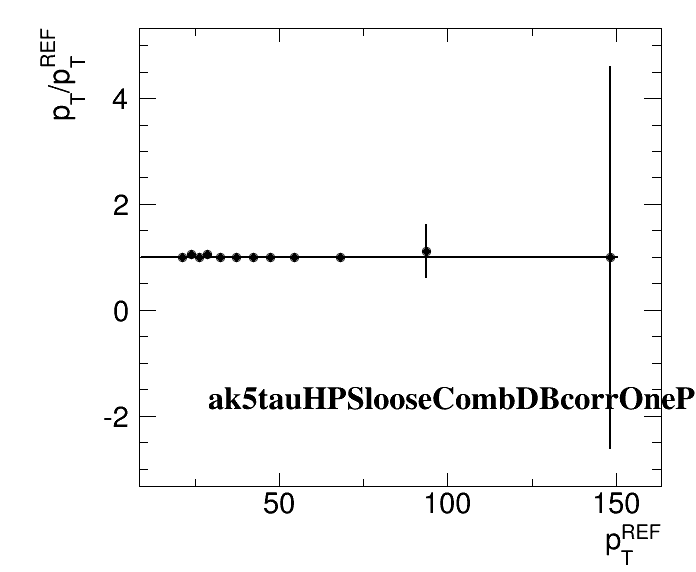 p_T/p_T^REF
4
2
0
-2
ak5tauHPSlooseCombDBcorrOneP
50 100 150
p_T^REF